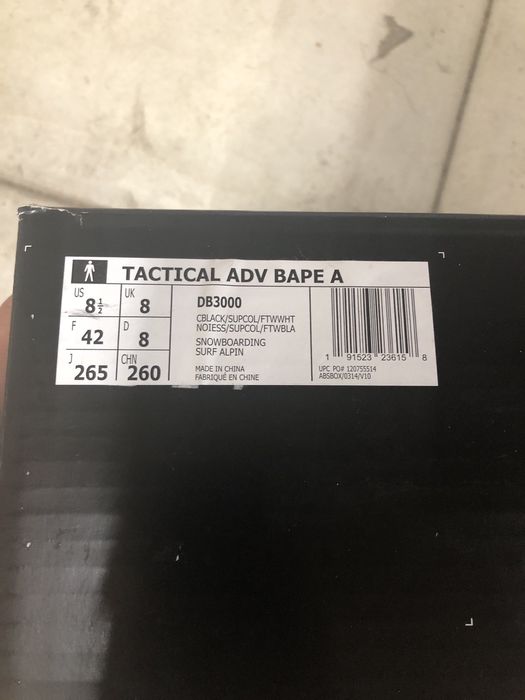 TACTICAL ADV BAPE A
US
8 1/2
UK
8
F
42
D
8
J
265
CHN
260
DB3000
CBLACK/SUPCOL/FTWWHT
NOIESS/SUPCOL/FTWBLA
SNOWBOARDING
SURF ALPIN
MADE IN CHINA
FABRIQUÉ EN CHINE
1 91523 23615 8
UPC PO# 120755514
ABSBOX/0314/V10